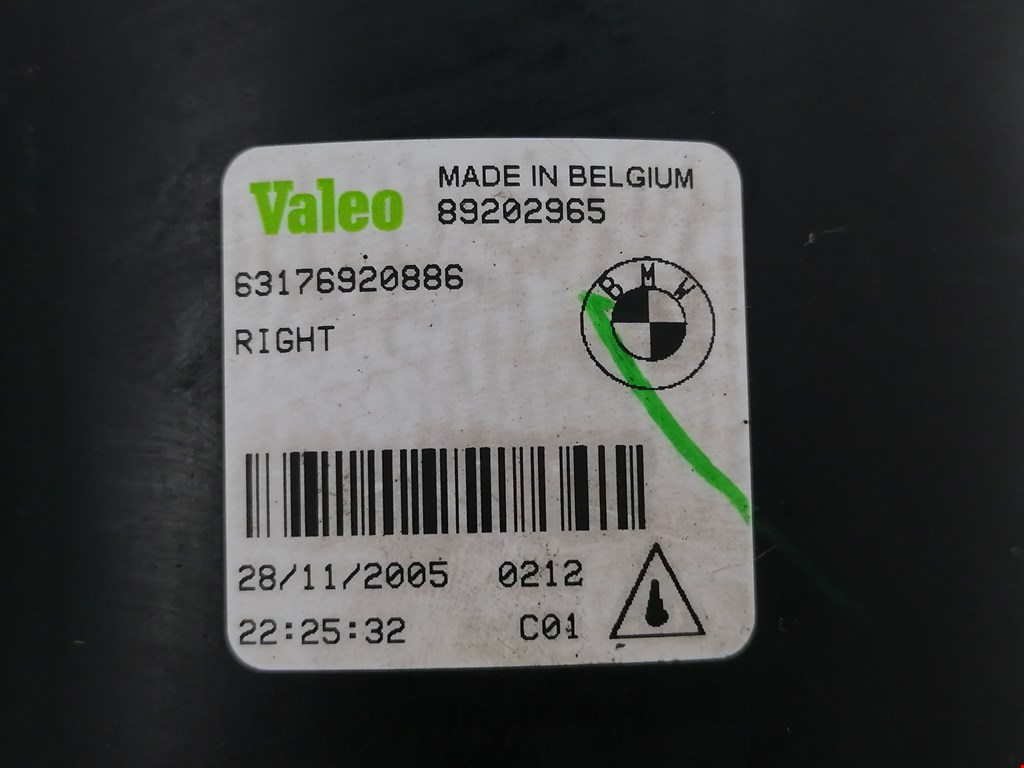 Valeo
MADE IN BELGIUM
89202965
63176920886
BMW
RIGHT
28/11/2005 0212
22:25:32 C01